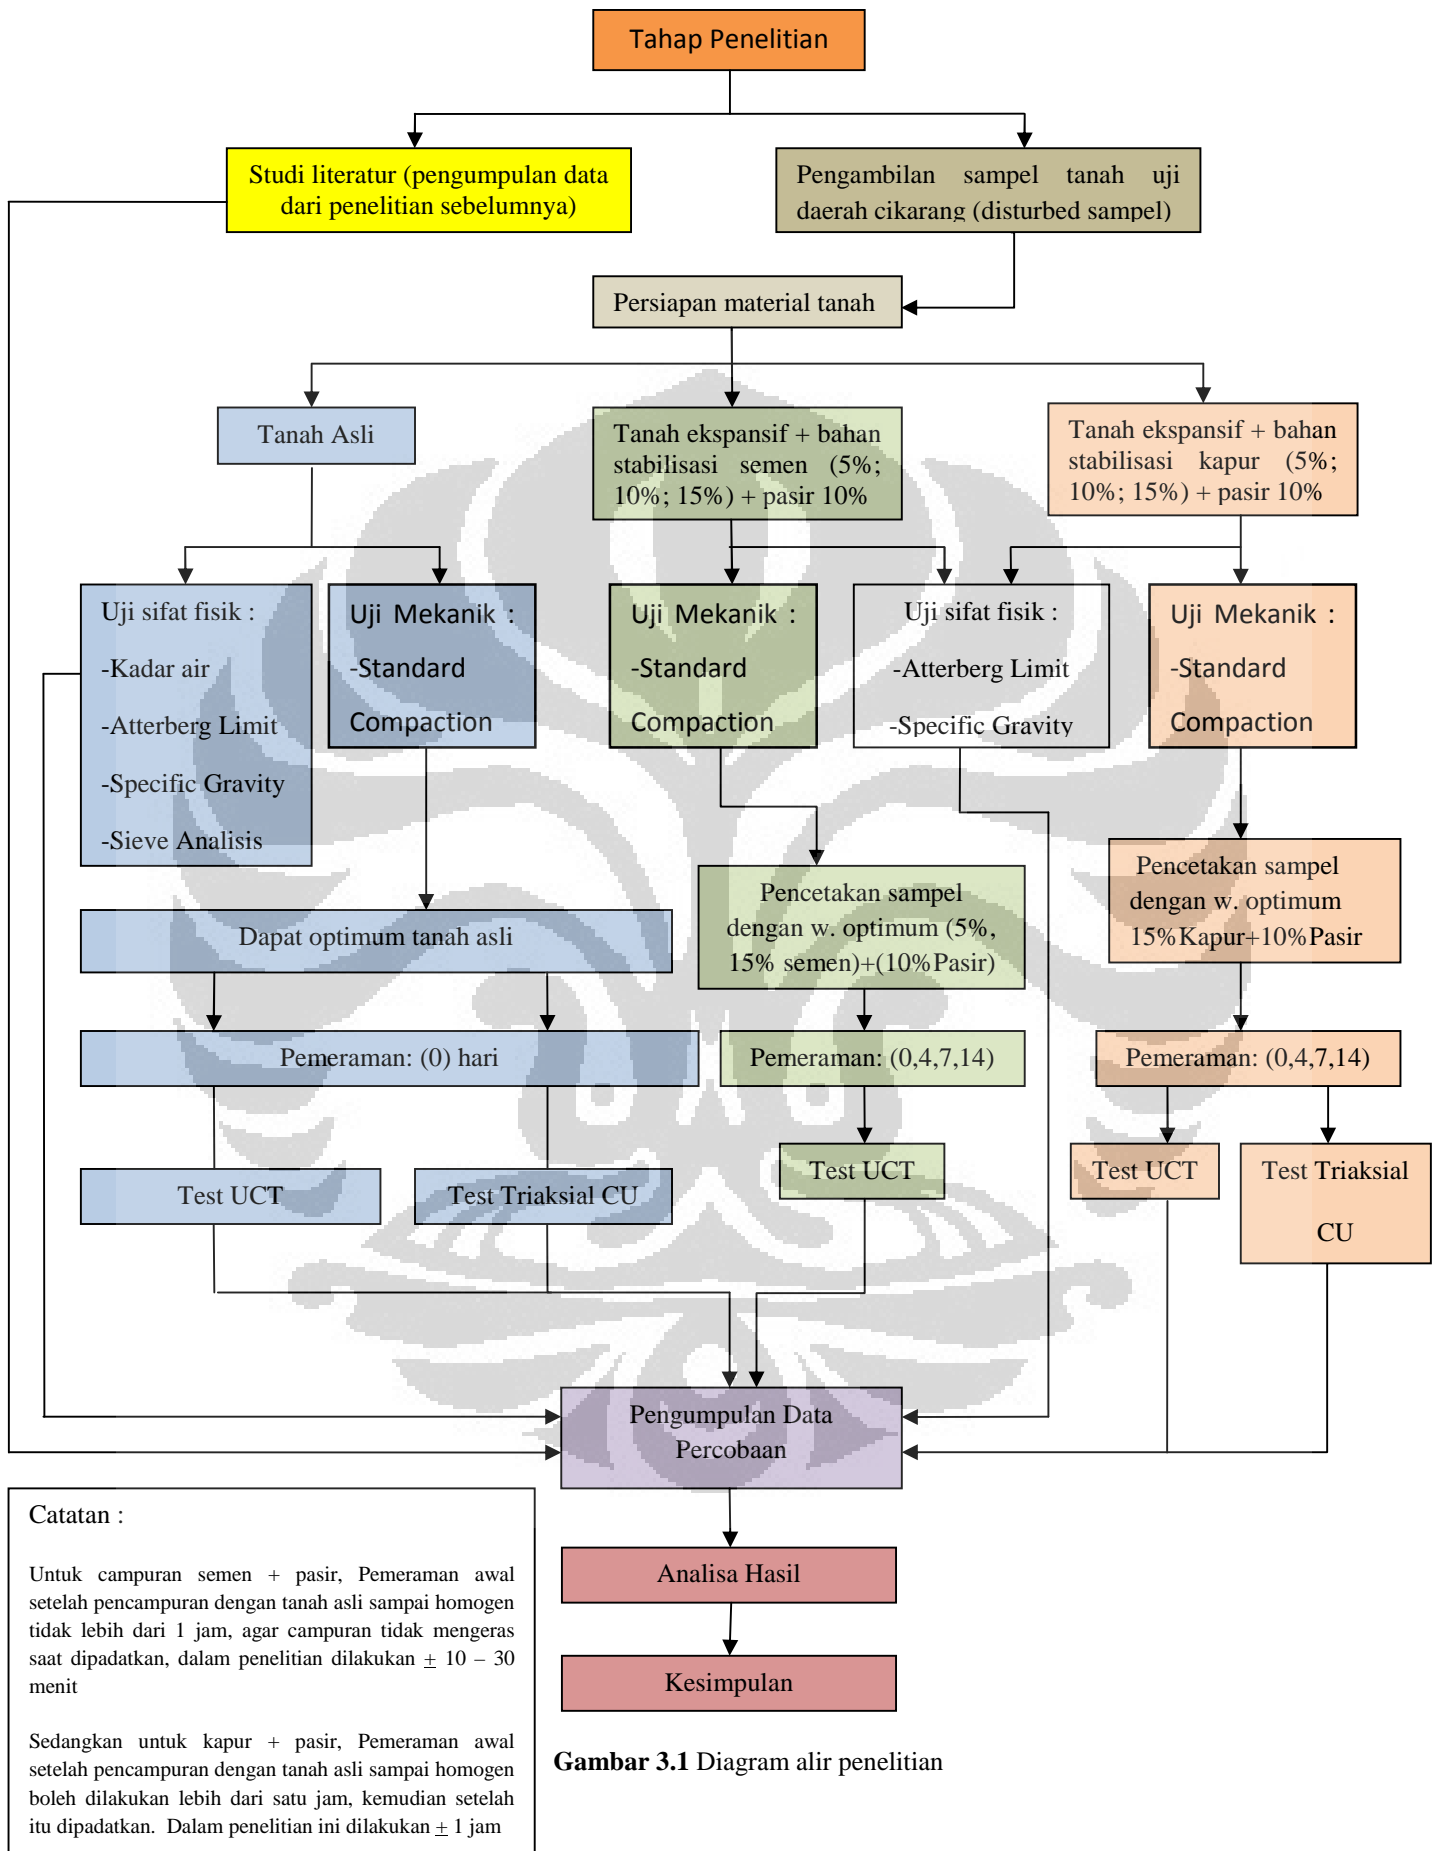 Tahap Penelitian
Studi literatur (pengumpulan data
dari penelitian sebelumnya)
Pengambilan sampel tanah uji
daerah cikarang (disturbed sampel)
Persiapan material tanah
Tanah Asli
Tanah ekspansif + bahan
stabilisasi semen (5%;
10%; 15%) + pasir 10%
Tanah ekspansif + bahan
stabilisasi kapur (5%;
10%; 15%) + pasir 10%
Uji sifat fisik :
-Kadar air
-Atterberg Limit
-Specific Gravity
-Sieve Analisis
Uji Mekanik :
-Standard
Compaction
Uji Mekanik :
-Standard
Compaction
Uji sifat fisik :
-Atterberg Limit
-Specific Gravity
Uji Mekanik :
-Standard
Compaction
Dapat optimum tanah asli
Pencetakan sampel
dengan w. optimum (5%,
15% semen)+(10%Pasir)
Pencetakan sampel
dengan w. optimum
15%Kapur+10%Pasir
Pemeraman: (0) hari
Pemeraman: (0,4,7,14)
Pemeraman: (0,4,7,14)
Test UCT
Test Triaksial CU
Test UCT
Test UCT
Test Triaksial
CU
Pengumpulan Data
Percobaan
Analisa Hasil
Kesimpulan
Catatan :
Untuk campuran semen + pasir, Pemeraman awal
setelah pencampuran dengan tanah asli sampai homogen
tidak lebih dari 1 jam, agar campuran tidak mengeras
saat dipadatkan, dalam penelitian dilakukan + 10 – 30
menit
Sedangkan untuk kapur + pasir, Pemeraman awal
setelah pencampuran dengan tanah asli sampai homogen
boleh dilakukan lebih dari satu jam, kemudian setelah
itu dipadatkan. Dalam penelitian ini dilakukan + 1 jam
Gambar 3.1 Diagram alir penelitian